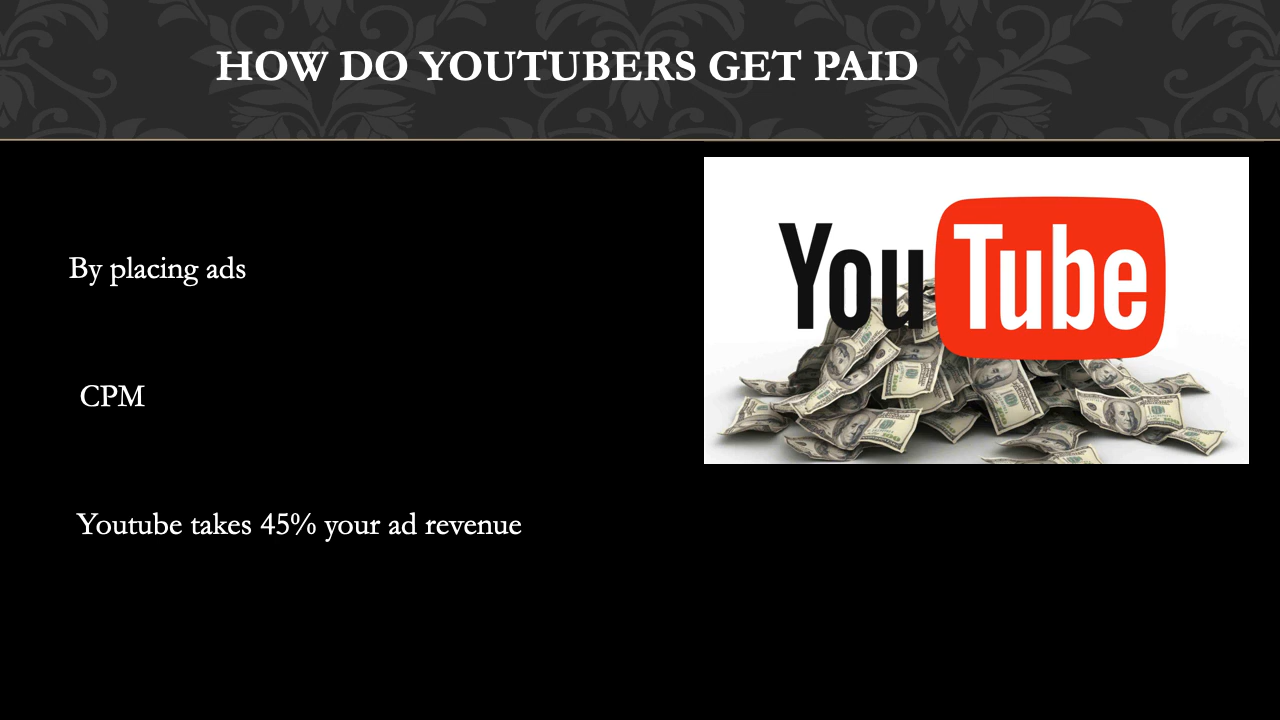 HOW DO YOUTUBERS GET PAID
By placing ads
CPM
Youtube takes 45% your ad revenue
YouTube